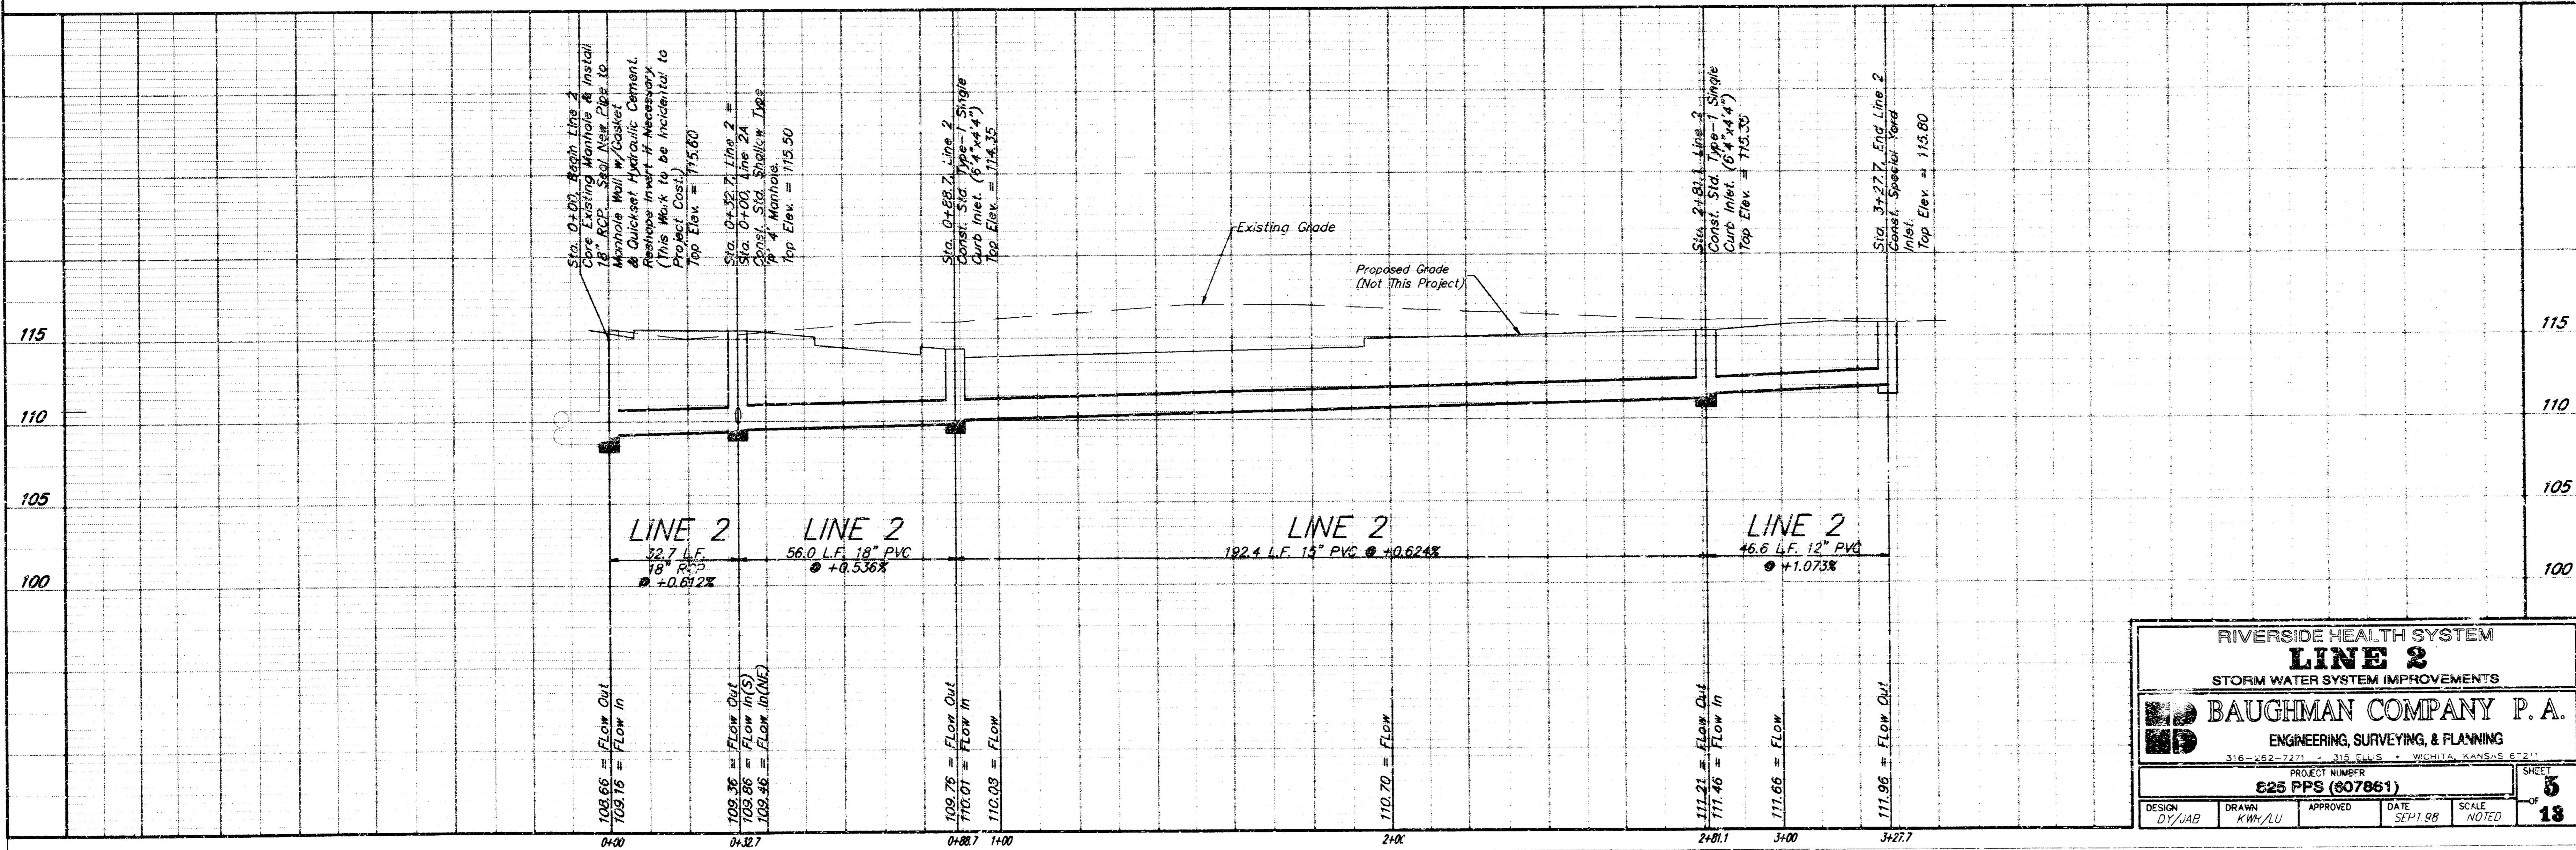 Sta. 0+00, Begin Line 2
Core Existing Manhole & Install
18" RCP. Seal New Pipe to
Manhole Wall w/Gasket
& Quickset Hydraulic Cement.
Reshape Invert If Necessary.
(This Work to be Incidental to
Project Cost.)
Top Elev. = 115.60
Sta. 0+32.7, Line 2 =
Sta. 0+00, Line 2A
Const. Std. Shallow Type
"P" 4' Manhole.
Top Elev. = 115.50
Sta. 0+88.7, Line 2
Const. Std. Type-1 Single
Curb Inlet. (6'4"x4'4")
Top Elev. = 114.35
Existing Grade
Proposed Grade
(Not This Project)
Sta. 2+81.1, Line 2
Const. Std. Type-1 Single
Curb Inlet. (6'4"x4'4")
Top Elev. = 115.35
Sta. 3+27.7, End Line 2
Const. Special Yard
Inlet.
Top Elev. = 115.80
115
115
110
110
105
105
100
100
LINE 2
32.7 L.F.
18" RCP
@ +0.612%
LINE 2
56.0 L.F. 18" PVC
@ +0.536%
LINE 2
192.4 L.F. 15" PVC @ +0.624%
LINE 2
46.6 L.F. 12" PVC
@ +1.073%
108.66 = FLow Out
109.16 = FLow In
109.36 = FLow Out
109.86 = FLow In(S)
109.46 = FLow In(NE)
109.76 = FLow Out
110.01 = FLow In
110.03 = FLow
110.70 = FLow
111.21 = FLow Out
111.46 = FLow In
111.66 = FLow
111.96 = FLow Out
0+00
0+32.7
0+88.7
1+00
2+0
2+81.1
3+00
3+27.7
RIVERSIDE HEALTH SYSTEM
LINE 2
STORM WATER SYSTEM IMPROVEMENTS
BAUGHMAN COMPANY P. A.
ENGINEERING, SURVEYING, & PLANNING
316-262-7271 • 315 ELLIS • WICHITA, KANSAS 67211
PROJECT NUMBER
825 PPS (607861)
SHEET
5
OF
13
DESIGN
DY/JAB
DRAWN
KWH/LU
APPROVED
DATE
SEPT.98
SCALE
NOTED